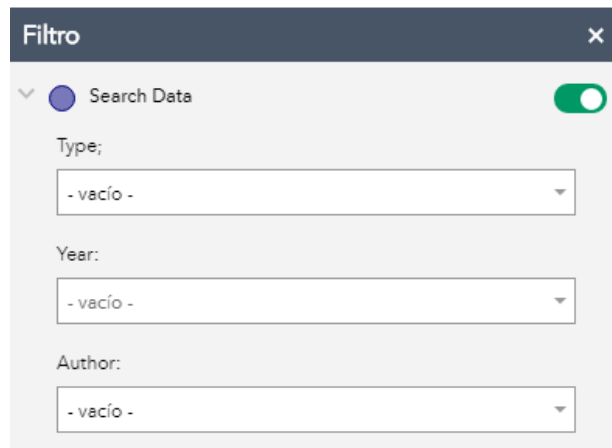 Filtro
Search Data
Type;
- vacío -
Year:
- vacío -
Author:
- vacío -